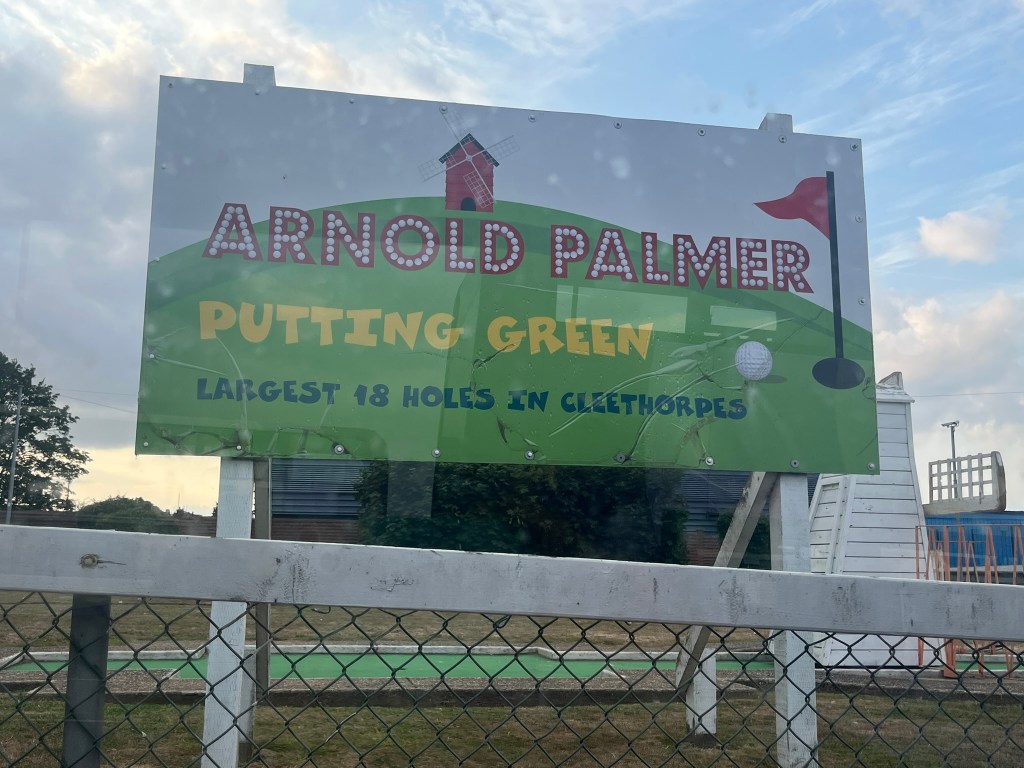 ARNOLD PALMER
PUTTING GREEN
LARGEST 18 HOLES IN CLEETHORPES